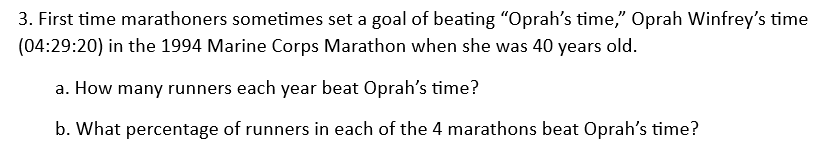 3. First time marathoners sometimes set a goal of beating “Oprah’s time,” Oprah Winfrey’s time
(04:29:20) in the 1994 Marine Corps Marathon when she was 40 years old.
a. How many runners each year beat Oprah’s time?
b. What percentage of runners in each of the 4 marathons beat Oprah’s time?